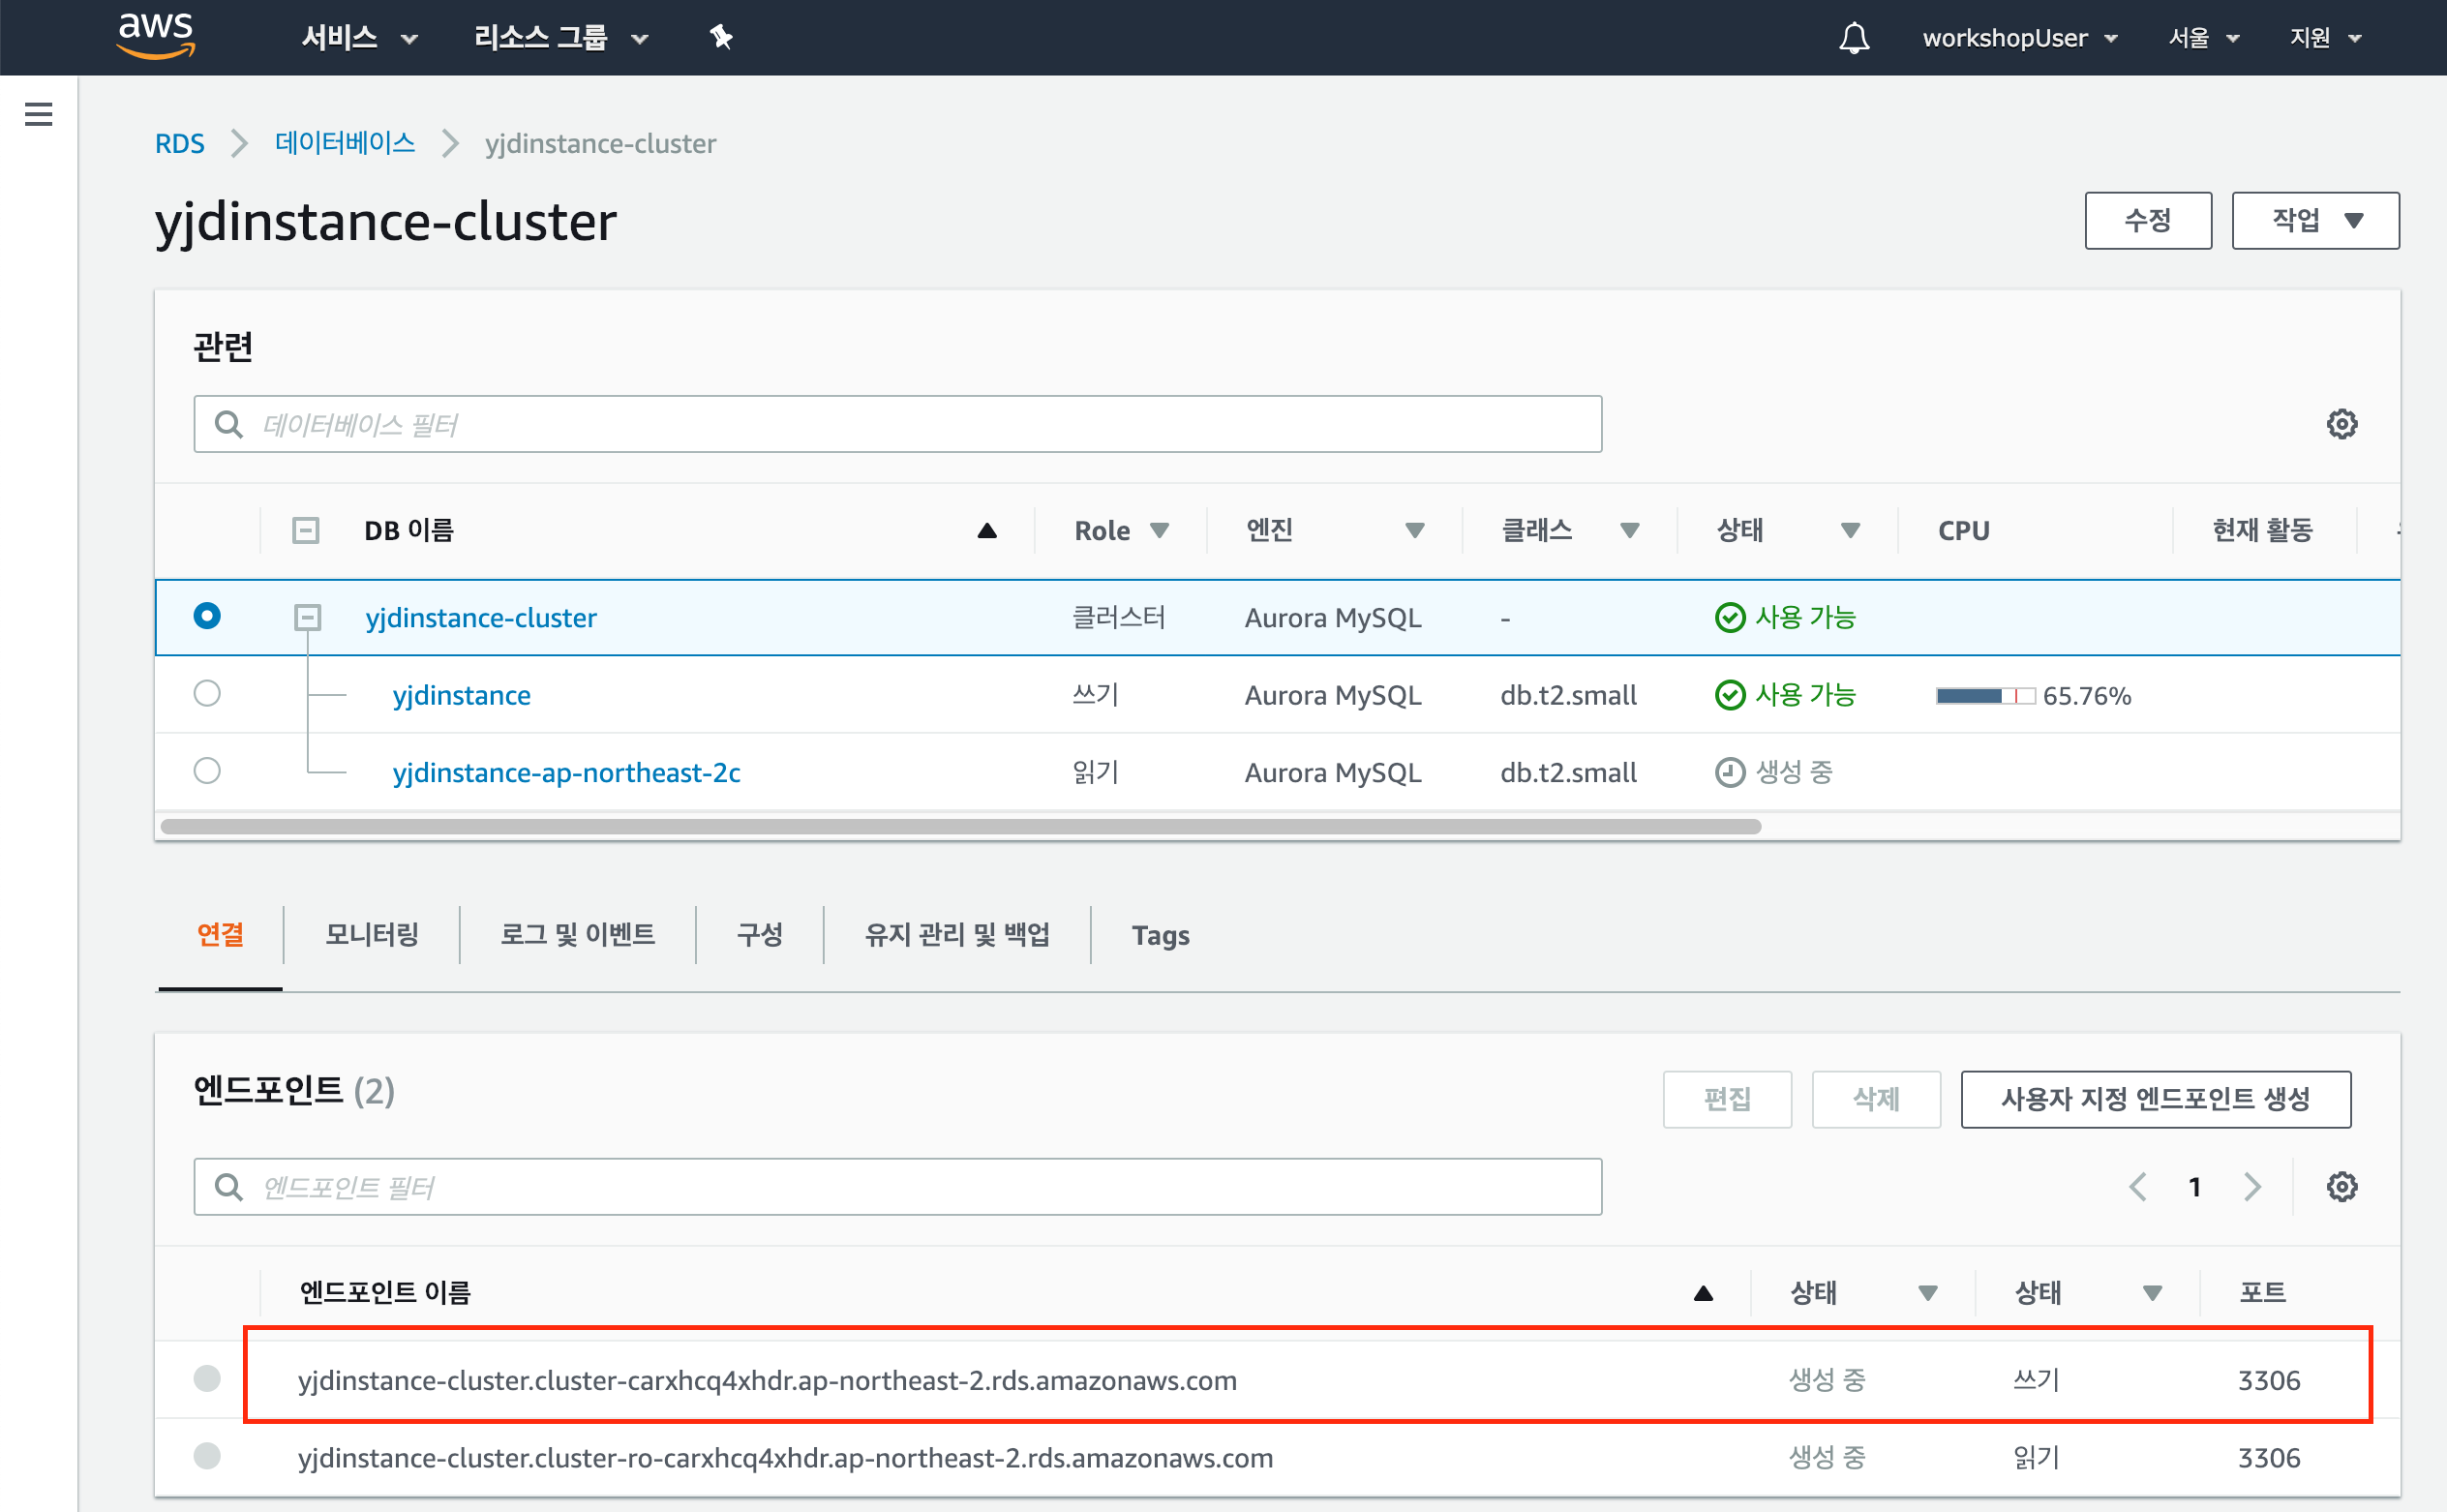 aws 서비스 리소스 그룹 workshopUser 서울 지원
RDS 데이터베이스 yjdinstance-cluster
yjdinstance-cluster 수정 작업
관련
데이터베이스 필터
DB 이름 Role 엔진 클래스 상태 CPU 현재 활동
yjdinstance-cluster 클러스터 Aurora MySQL - 사용 가능
yjdinstance 쓰기 Aurora MySQL db.t2.small 사용 가능 65.76%
yjdinstance-ap-northeast-2c 읽기 Aurora MySQL db.t2.small 생성 중
연결 모니터링 로그 및 이벤트 구성 유지 관리 및 백업 Tags
엔드포인트 (2) 편집 삭제 사용자 지정 엔드포인트 생성
엔드포인트 필터 1
엔드포인트 이름 상태 상태 포트
yjdinstance-cluster.cluster-carxhcq4xhdr.ap-northeast-2.rds.amazonaws.com 생성 중 쓰기 3306
yjdinstance-cluster.cluster-ro-carxhcq4xhdr.ap-northeast-2.rds.amazonaws.com 생성 중 읽기 3306